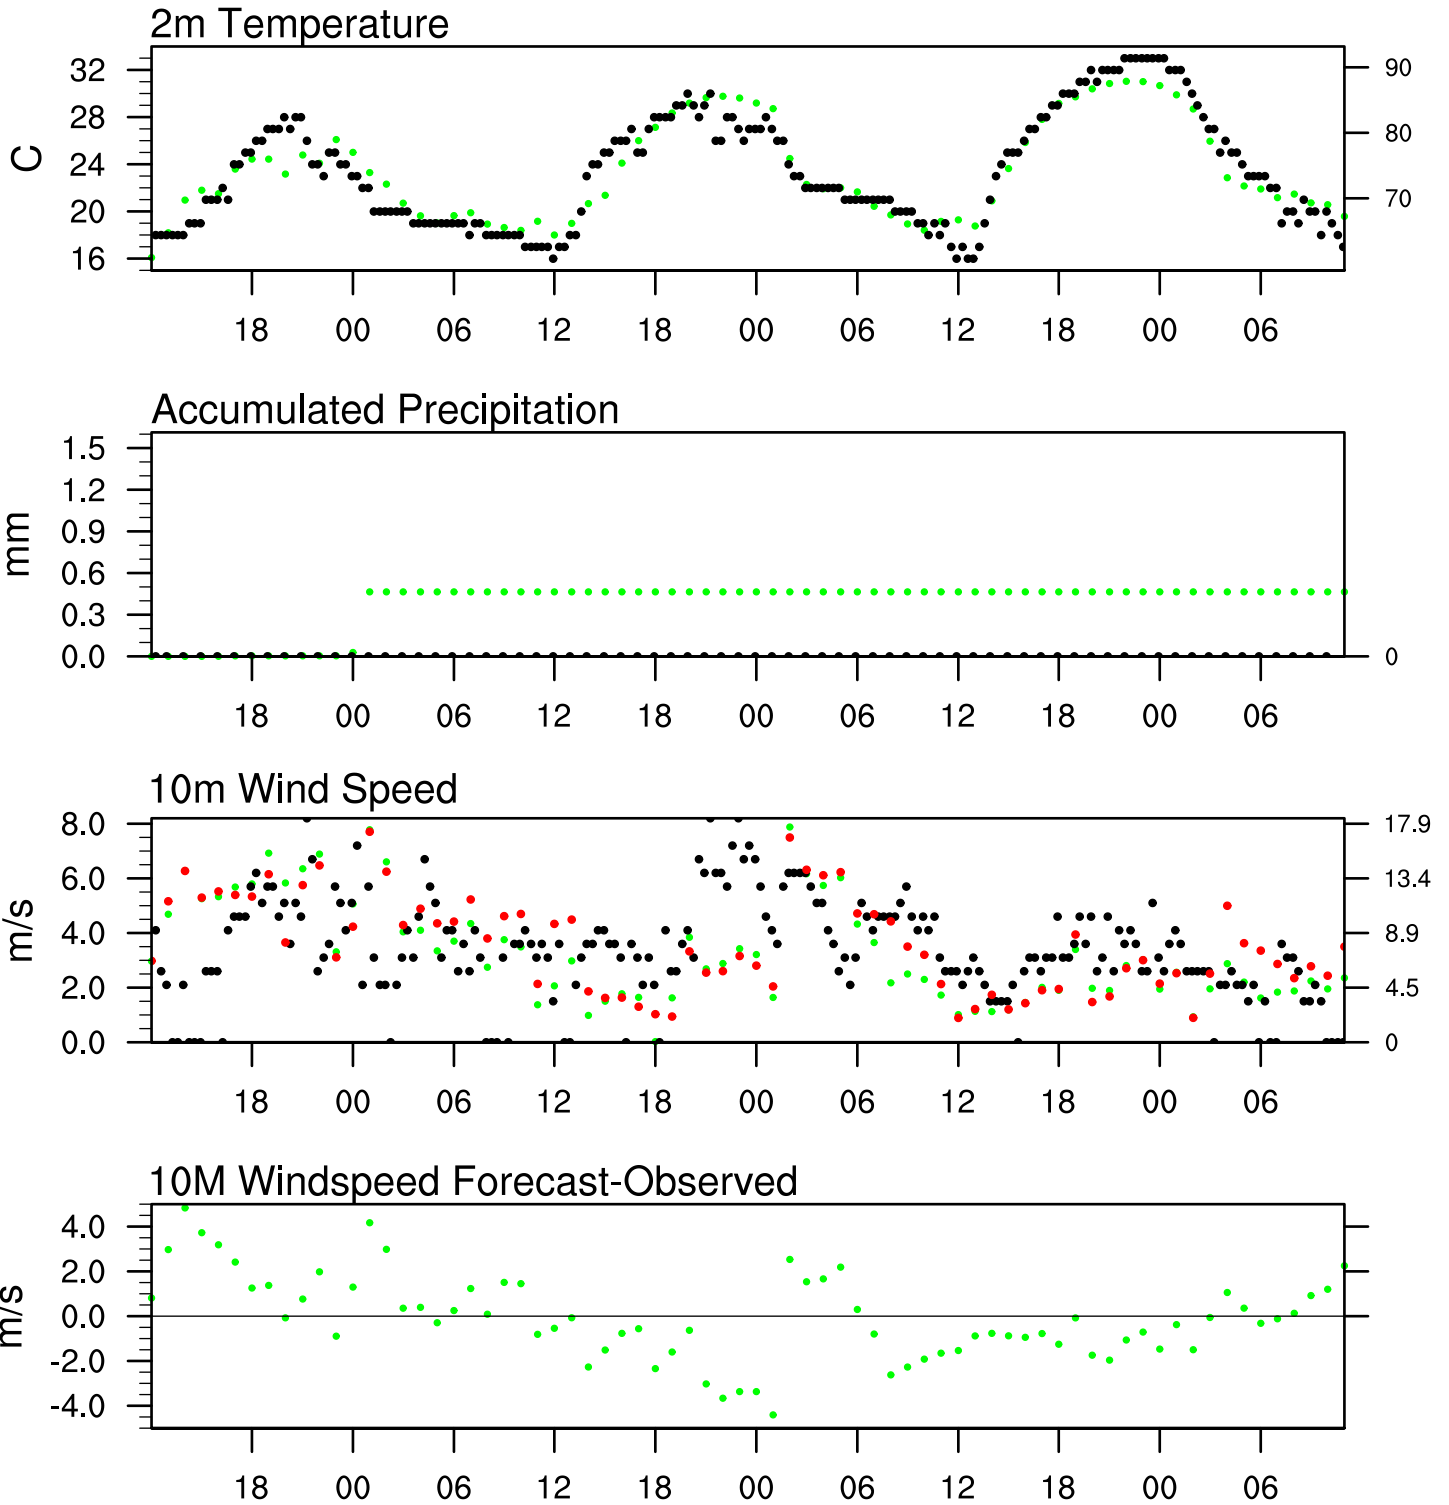 2m Temperature
32 90
28
80
C
24
20 70
16
18 00 06 12 18 00 06 12 18 00 06
Accumulated Precipitation
1.5
1.2
0.9
mm
0.6
0.3
0.0 0
18 00 06 12 18 00 06 12 18 00 06
10m Wind Speed
8.0 17.9
6.0 13.4
m/s
4.0 8.9
2.0 4.5
0.0 0
18 00 06 12 18 00 06 12 18 00 06
10M Windspeed Forecast-Observed
4.0
2.0
m/s
0.0
-2.0
-4.0
18 00 06 12 18 00 06 12 18 00 06